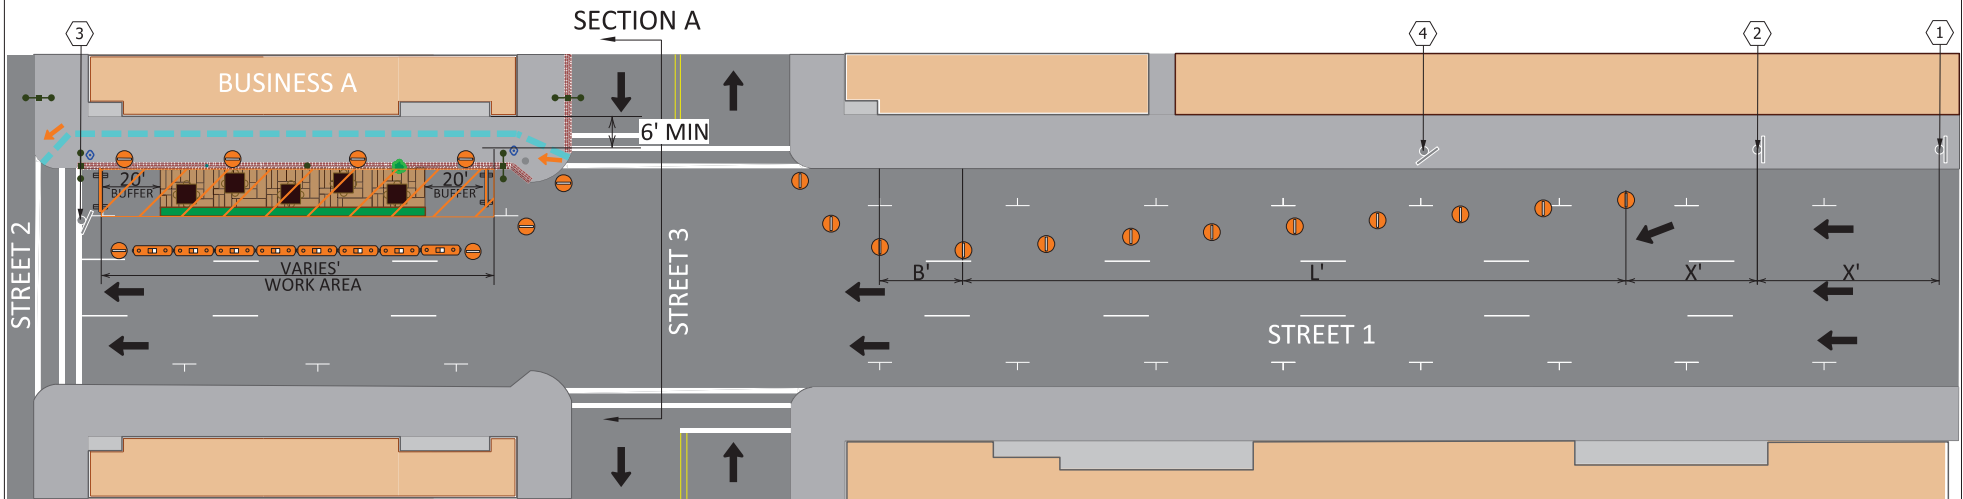 SECTION A
3
4
2
1
BUSINESS A
6' MIN
20'
BUFFER
20'
BUFFER
STREET 2
STREET 3
VARIES'
WORK AREA
B'
L'
X'
X'
STREET 1